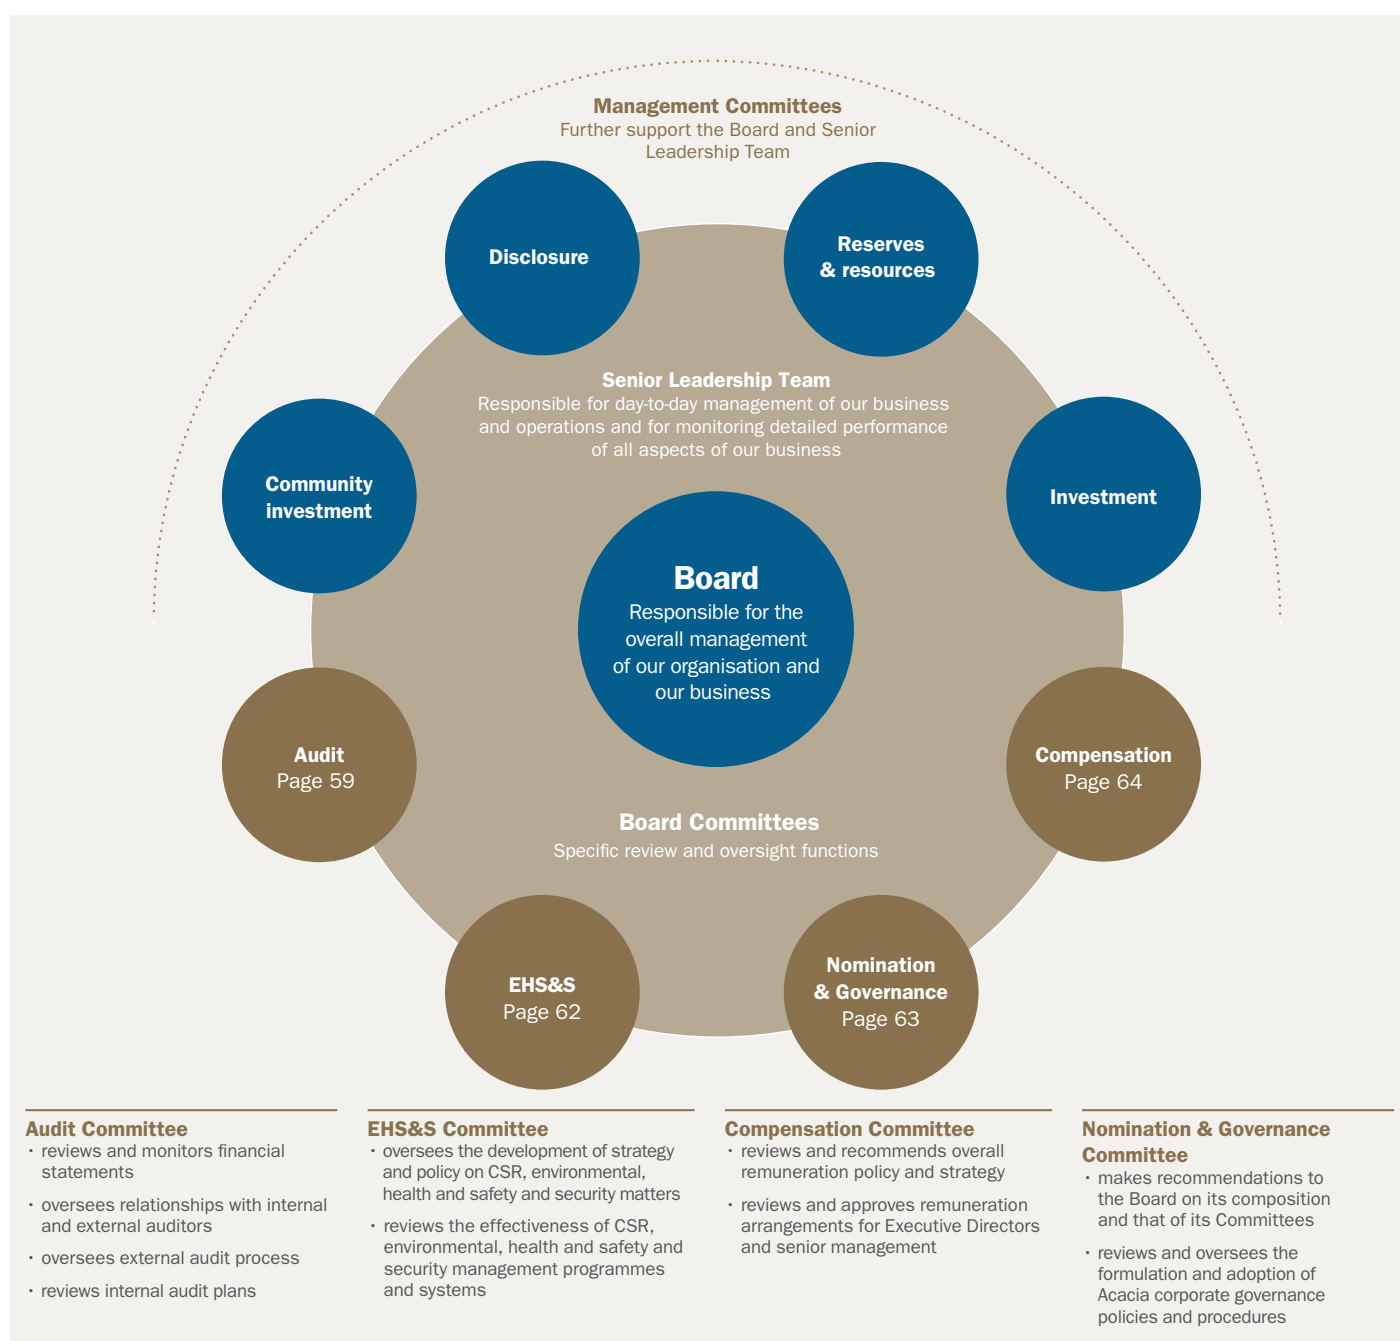 Management Committees
Further support the Board and Senior
Leadership Team
Disclosure
Reserves
& resources
Senior Leadership Team
Responsible for day-to-day management of our business
and operations and for monitoring detailed performance
of all aspects of our business
Community
investment
Investment
Board
Responsible for the
overall management
of our organisation and
our business
Audit
Page 59
Compensation
Page 64
Board Committees
Specific review and oversight functions
EHS&S
Page 62
Nomination
& Governance
Page 63
Audit Committee
· reviews and monitors financial
statements
· oversees relationships with internal
and external auditors
· oversees external audit process
· reviews internal audit plans
EHS&S Committee
· oversees the development of strategy
and policy on CSR, environmental,
health and safety and security matters
· reviews the effectiveness of CSR,
environmental, health and safety and
security management programmes
and systems
Compensation Committee
· reviews and recommends overall
remuneration policy and strategy
· reviews and approves remuneration
arrangements for Executive Directors
and senior management
Nomination & Governance
Committee
· makes recommendations to
the Board on its composition
and that of its Committees
· reviews and oversees the
formulation and adoption of
Acacia corporate governance
policies and procedures